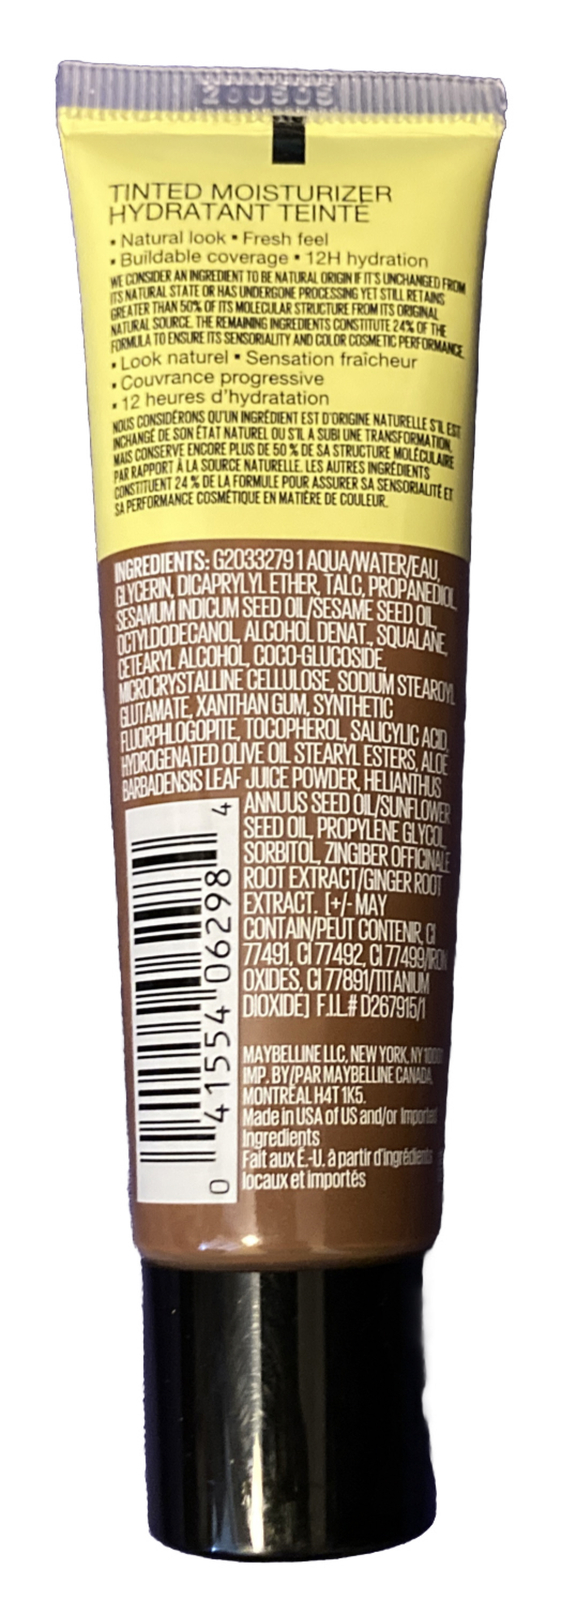 TINTED MOISTURIZER
HYDRATANT TEINTÉ
▪ Natural look ▪ Fresh feel
▪ Buildable coverage ▪ 12H hydration
WE CONSIDER AN INGREDIENT TO BE NATURAL ORIGIN IF IT'S UNCHANGED FROM
ITS NATURAL STATE OR HAS UNDERGONE PROCESSING YET STILL RETAINS
GREATER THAN 50% OF ITS MOLECULAR STRUCTURE FROM ITS ORIGINAL
NATURAL SOURCE. THE REMAINING INGREDIENTS CONSTITUTE 24% OF THE
FORMULA TO ENSURE ITS SENSORIALITY AND COLOR COSMETIC PERFORMANCE.
▪ Look naturel ▪ Sensation fraîcheur
▪ Couvrance progressive
▪ 12 heures d'hydratation
NOUS CONSIDÉRONS QU'UN INGRÉDIENT EST D'ORIGINE NATURELLE S'IL EST
INCHANGÉ DE SON ÉTAT NATUREL OU S'IL A SUBI UNE TRANSFORMATION,
MAIS CONSERVE ENCORE PLUS DE 50 % DE SA STRUCTURE MOLÉCULAIRE
PAR RAPPORT À LA SOURCE NATURELLE. LES AUTRES INGRÉDIENTS
CONSTITUENT 24 % DE LA FORMULE POUR ASSURER SA SENSORIALITÉ ET
SA PERFORMANCE COSMÉTIQUE EN MATIÈRE DE COULEUR.
INGREDIENTS: G20332791 AQUA/WATER/EAU,
GLYCERIN, DICAPRYLYL ETHER, TALC, PROPANEDIOL,
SESAMUM INDICUM SEED OIL/SESAME SEED OIL,
OCTYLDODECANOL, ALCOHOL DENAT., SQUALANE,
CETEARYL ALCOHOL, COCO-GLUCOSIDE,
MICROCRYSTALLINE CELLULOSE, SODIUM STEAROYL
GLUTAMATE, XANTHAN GUM, SYNTHETIC
FLUORPHLOGOPITE, TOCOPHEROL, SALICYLIC ACID,
HYDROGENATED OLIVE OIL STEARYL ESTERS, ALOE
BARBADENSIS LEAF JUICE POWDER, HELIANTHUS
ANNUUS SEED OIL/SUNFLOWER
SEED OIL, PROPYLENE GLYCOL,
SORBITOL, ZINGIBER OFFICINALE
ROOT EXTRACT/GINGER ROOT
EXTRACT. [+/- MAY
CONTAIN/PEUT CONTENIR, CI
77491, CI 77492, CI 77499/IRON
OXIDES, CI 77891/TITANIUM
DIOXIDE] F.I.L.# D267915/1
0 41554 06298 4
MAYBELLINE LLC, NEW YORK, NY 10001
IMP. BY/PAR MAYBELLINE CANADA,
MONTRÉAL H4T 1K5.
Made in USA of US and/or Imported
Ingredients
Fait aux É.-U. à partir d'ingrédients
locaux et importés